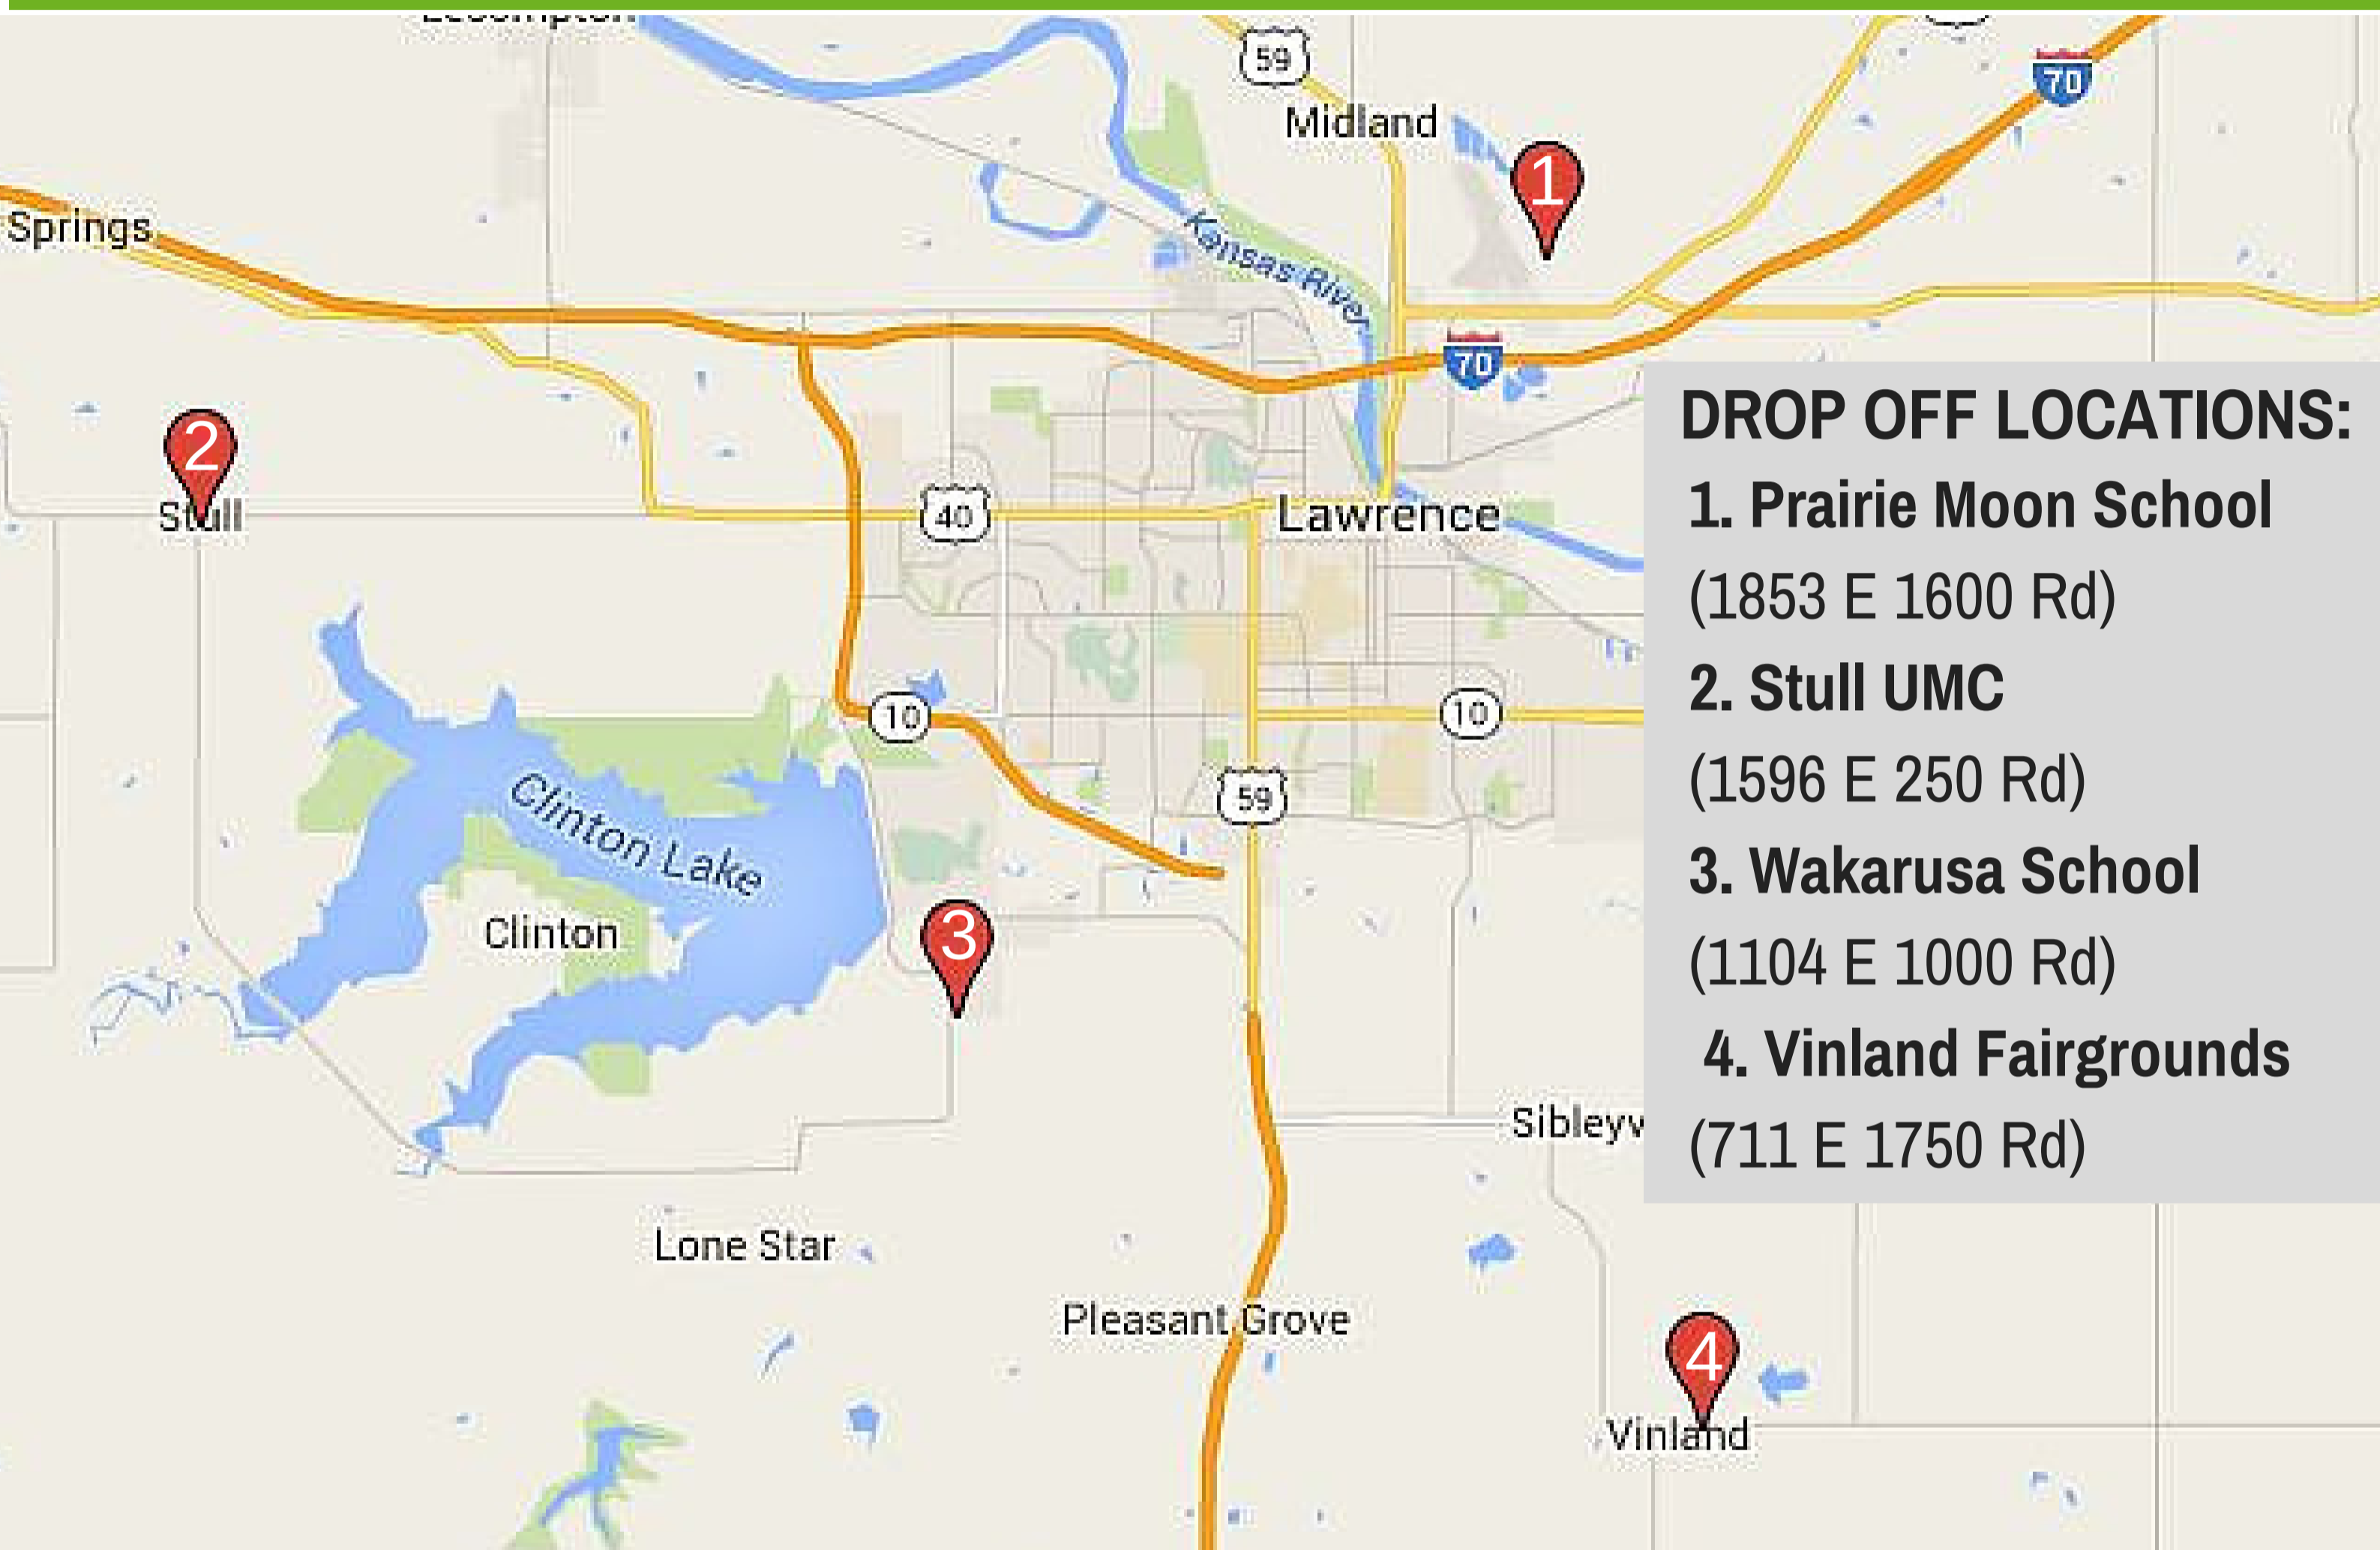 59
Midland
70
1
Springs
Kansas River
70
2
Stull
40
Lawrence
DROP OFF LOCATIONS:
1. Prairie Moon School
(1853 E 1600 Rd)
2. Stull UMC
(1596 E 250 Rd)
3. Wakarusa School
(1104 E 1000 Rd)
4. Vinland Fairgrounds
(711 E 1750 Rd)
10
10
Clinton Lake
59
Clinton
3
Sibleyv
Lone Star
Pleasant Grove
4
Vinland